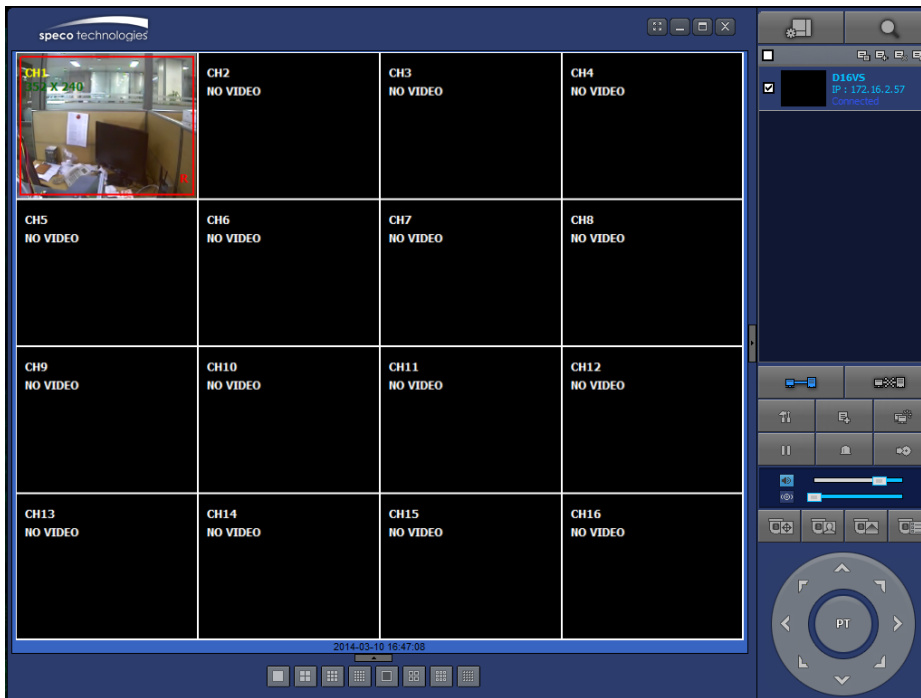 speco technologies
CH1
352 X 240
R
CH2
NO VIDEO
CH3
NO VIDEO
CH4
NO VIDEO
CH5
NO VIDEO
CH6
NO VIDEO
CH7
NO VIDEO
CH8
NO VIDEO
CH9
NO VIDEO
CH10
NO VIDEO
CH11
NO VIDEO
CH12
NO VIDEO
CH13
NO VIDEO
CH14
NO VIDEO
CH15
NO VIDEO
CH16
NO VIDEO
2014-03-10 16:47:08
D16VS
IP : 172.16.2.57
Connected
PT